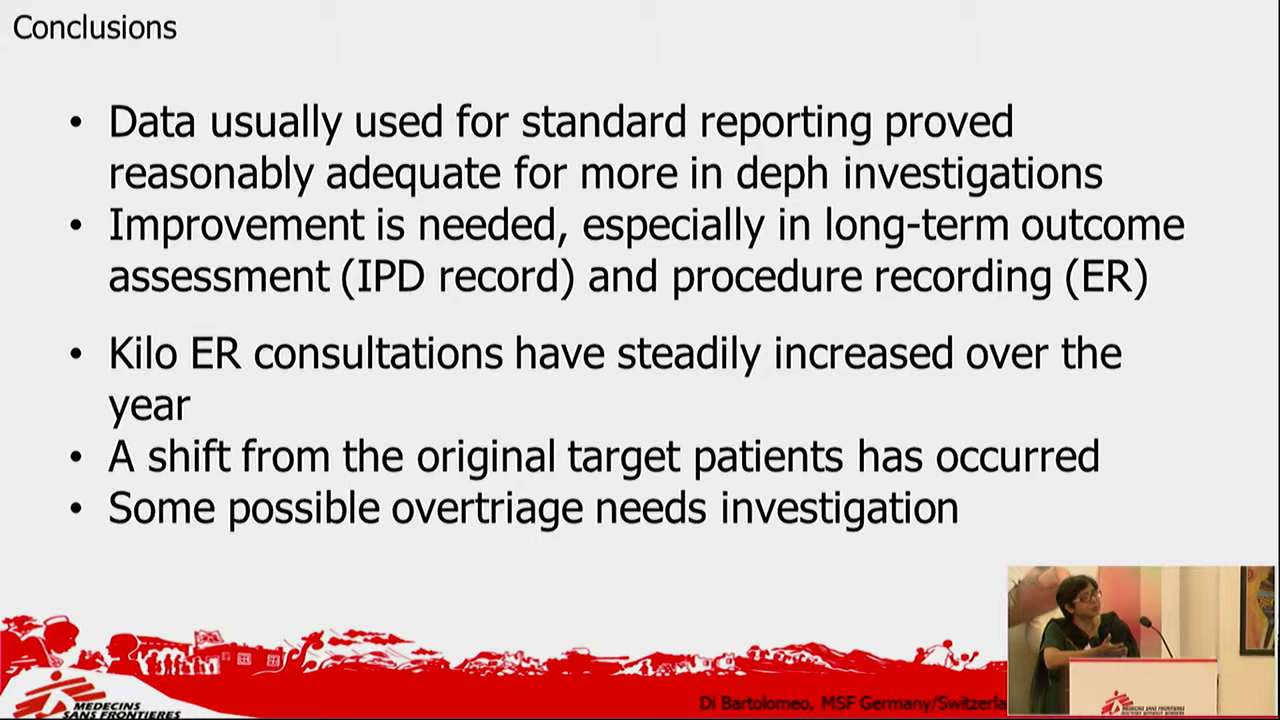 Conclusions
• Data usually used for standard reporting proved
reasonably adequate for more in deph investigations
• Improvement is needed, especially in long-term outcome
assessment (IPD record) and procedure recording (ER)
• Kilo ER consultations have steadily increased over the
year
• A shift from the original target patients has occurred
• Some possible overtriage needs investigation
MEDECINS
SANS FRONTIERES
Di Bartolomeo, MSF Germany/Switzerla
MEDECINS SANS FRONTIERES